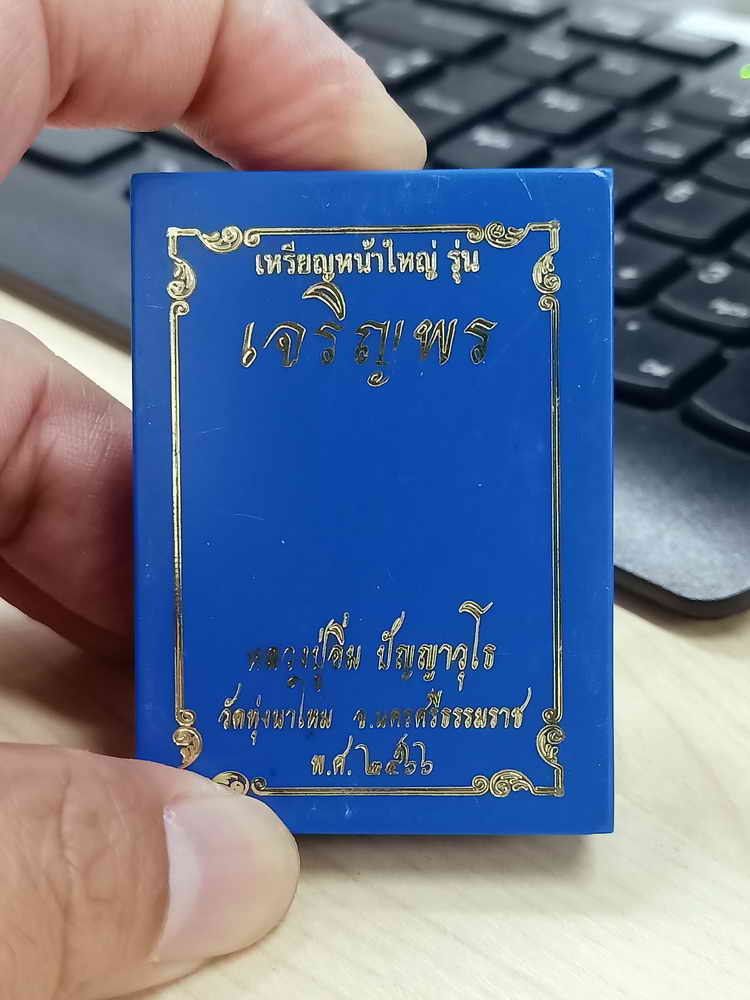 เหรียญหน้าใหญ่ รุ่น
เจริญพร
หลวงปู่จิ่ม ปัญญาวุโธ
วัดทุ่งนาใหม จ.นครศรีธรรมราช
พ.ศ. ๒๕๖๖